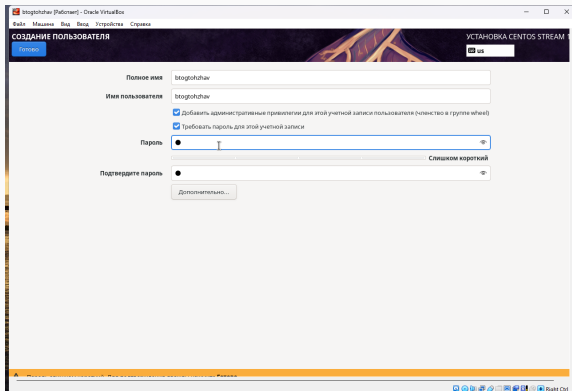 btogtohzhav [Работает] - Oracle VirtualBox
Файл Машина Вид Ввод Устройства Справка
СОЗДАНИЕ ПОЛЬЗОВАТЕЛЯ
УСТАНОВКА CENTOS STREAM 1
Готово
us
Полное имя
btogtohzhav
Имя пользователя
btogtohzhav
Добавить административные привилегии для этой учетной записи пользователя (членство в группе wheel)
Требовать пароль для этой учетной записи
Пароль
Слишком короткий
Подтвердите пароль
Дополнительно...
Right Ctrl